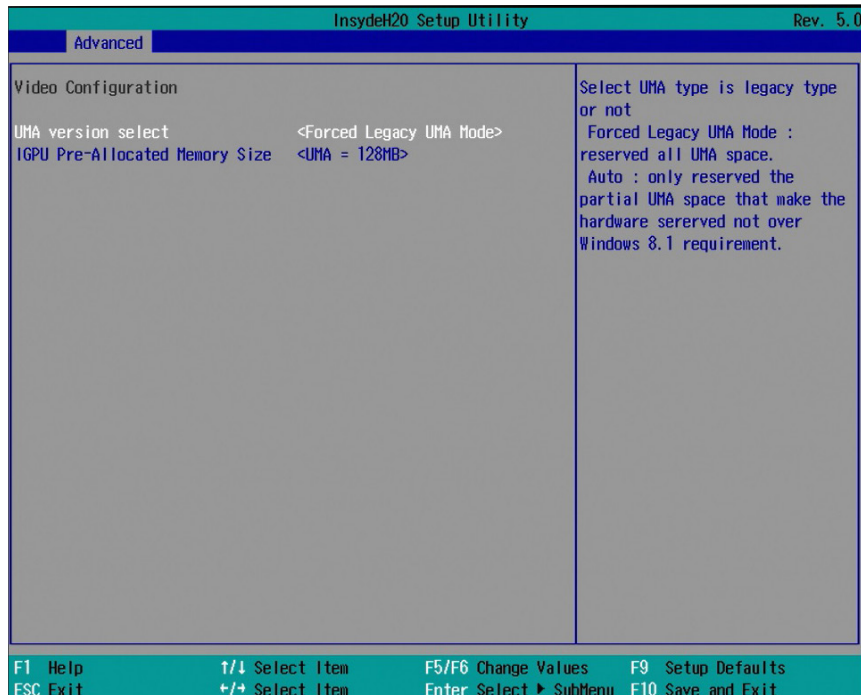 InsydeH20 Setup Utility Rev. 5.0
Advanced
Video Configuration
UMA version select <Forced Legacy UMA Mode>
IGPU Pre-Allocated Memory Size <UMA = 128MB>
Select UMA type is legacy type
or not
Forced Legacy UMA Mode :
reserved all UMA space.
Auto : only reserved the
partial UMA space that make the
hardware sererved not over
Windows 8.1 requirement.
F1 Help ↑/↓ Select Item F5/F6 Change Values F9 Setup Defaults
ESC Exit ←/→ Select Item Enter Select ▶ SubMenu F10 Save and Exit